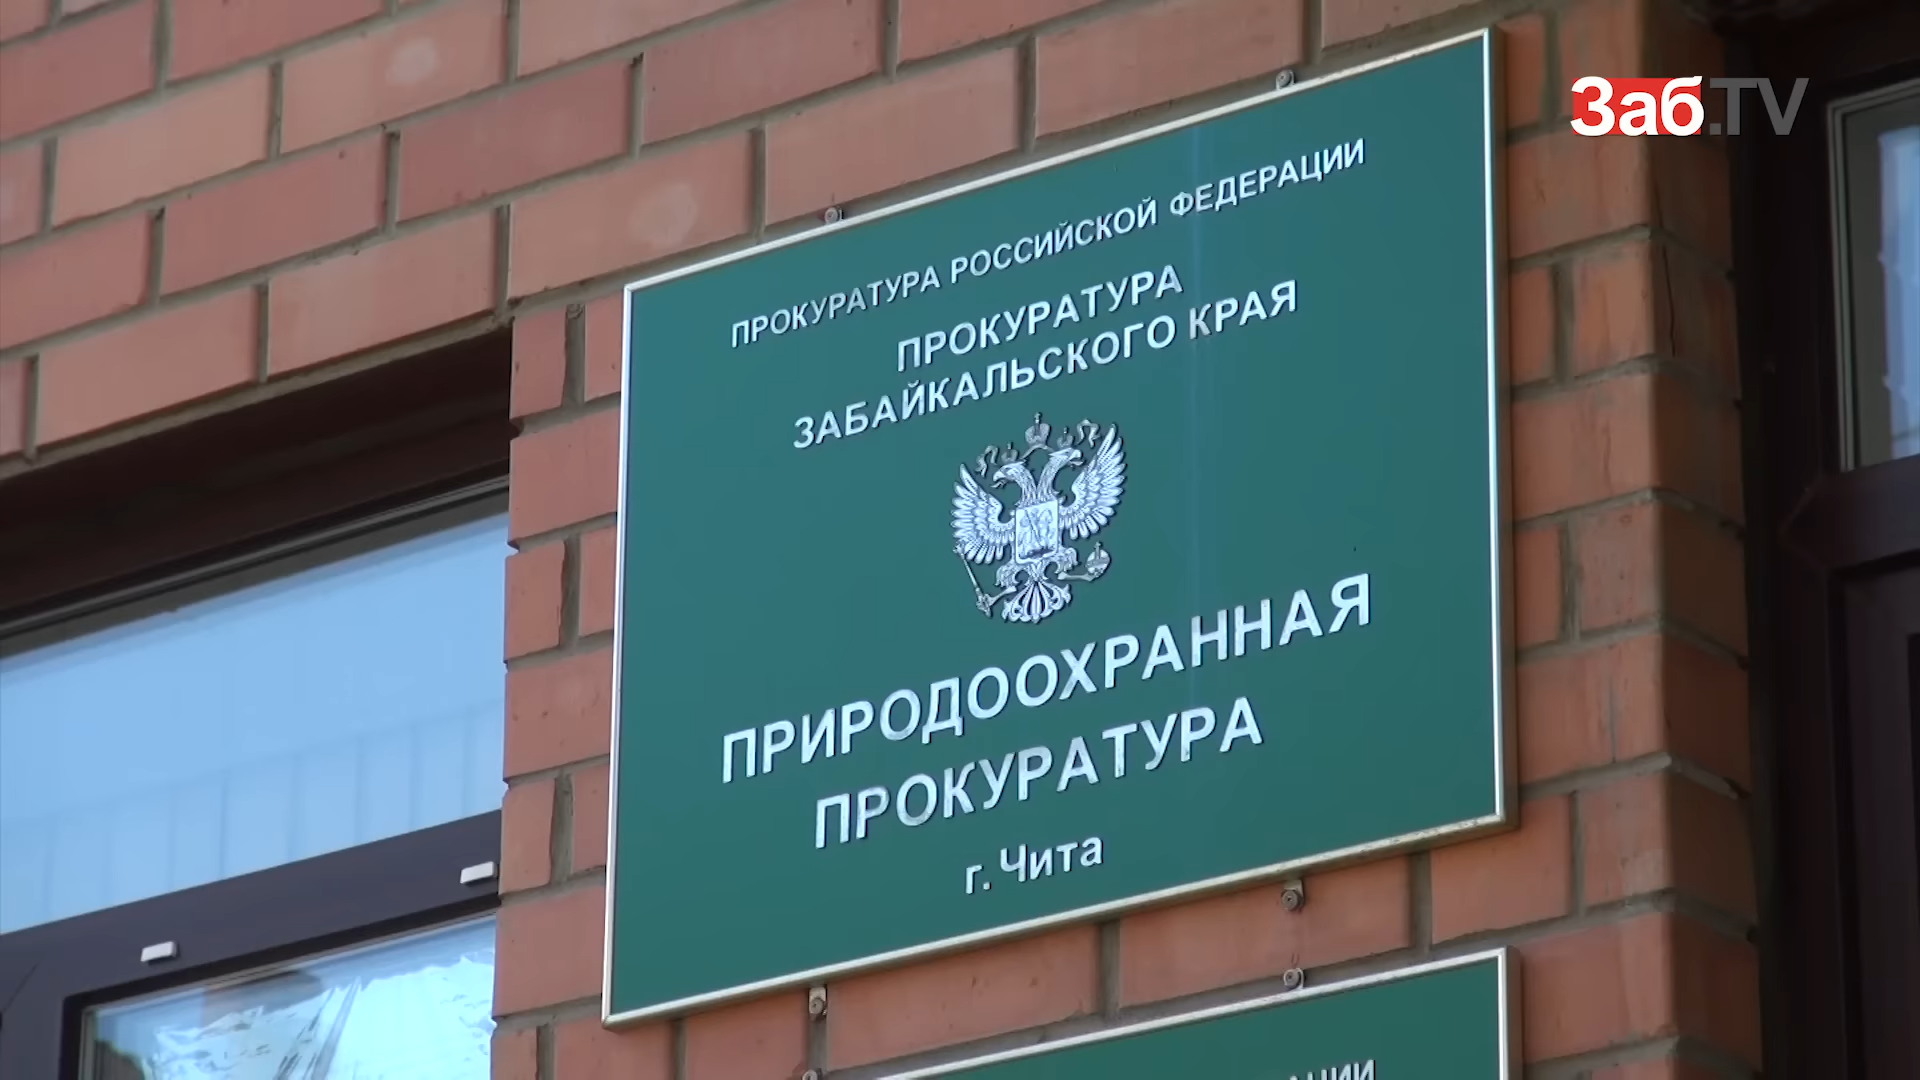 Заб.TV
ПРОКУРАТУРА РОССИЙСКОЙ ФЕДЕРАЦИИ
ПРОКУРАТУРА
ЗАБАЙКАЛЬСКОГО КРАЯ
ПРИРОДООХРАННАЯ
ПРОКУРАТУРА
г. Чита